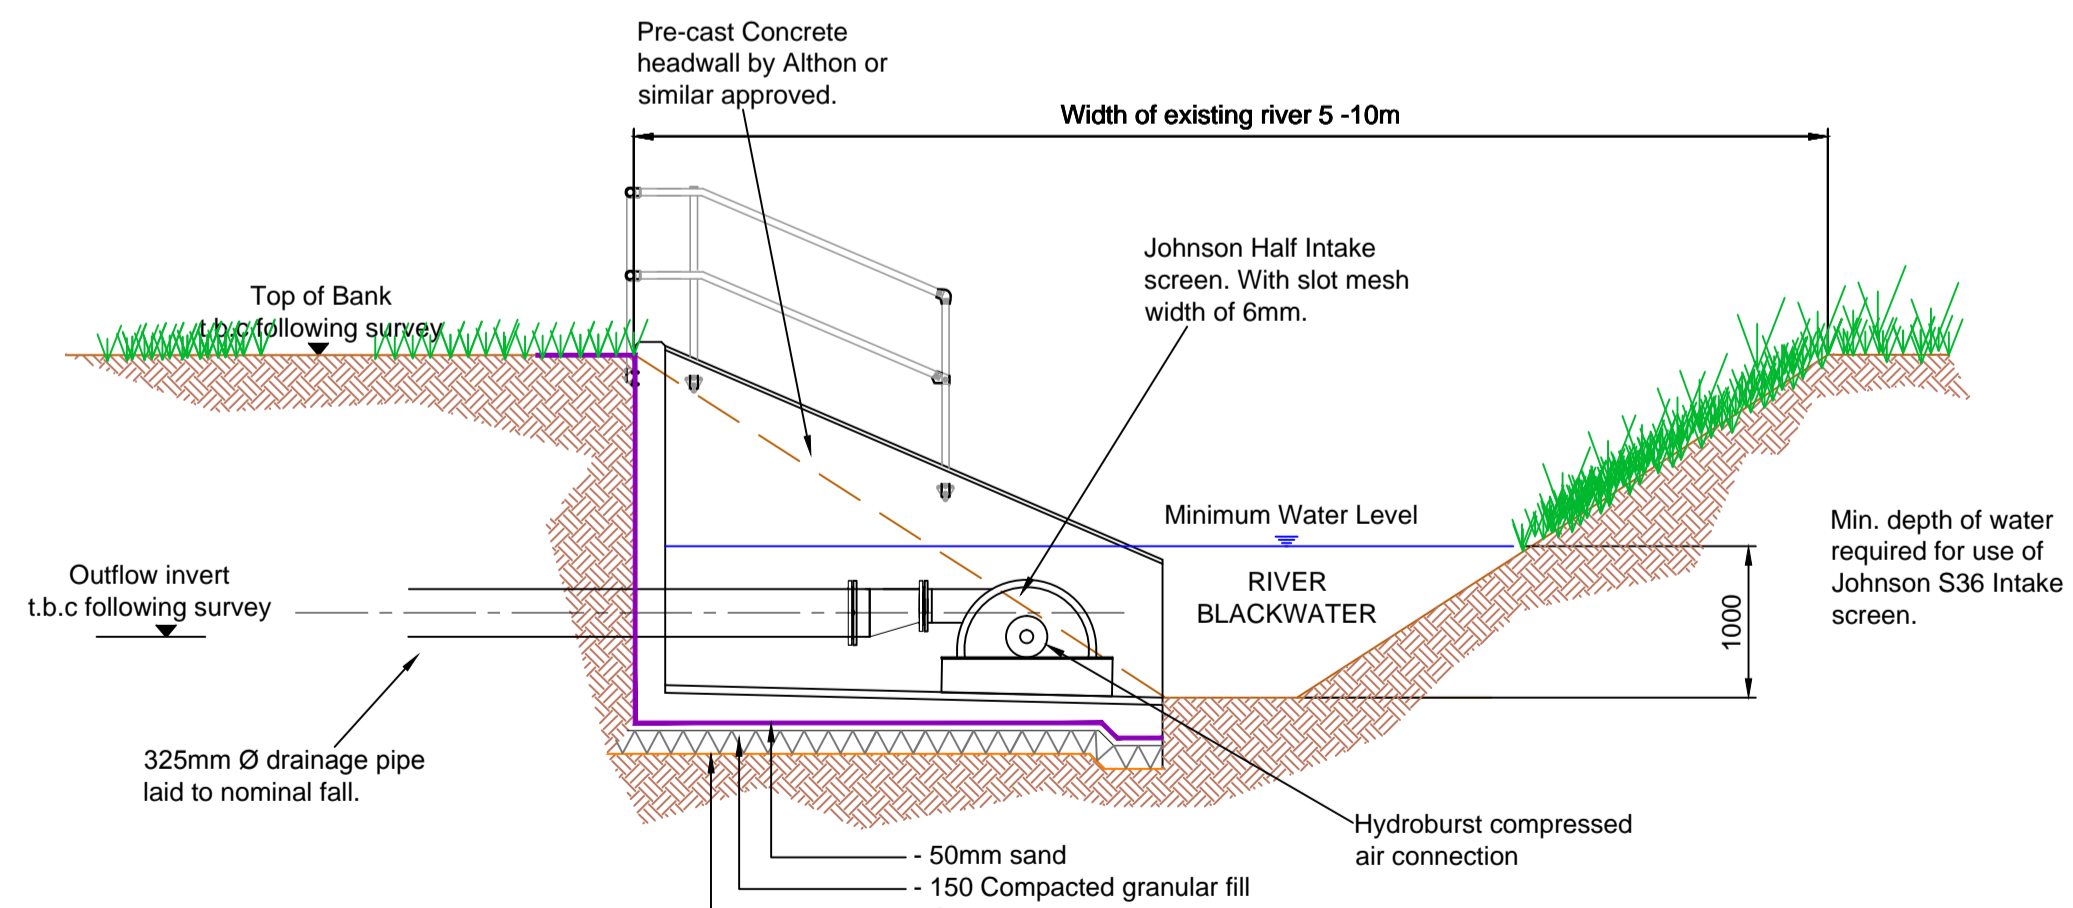 Pre-cast Concrete
headwall by Althon or
similar approved.
Width of existing river 5 -10m
Johnson Half Intake
screen. With slot mesh
width of 6mm.
Top of Bank
t.b.c following survey
Minimum Water Level
RIVER
BLACKWATER
Min. depth of water
required for use of
Johnson S36 Intake
screen.
1000
Outflow invert
t.b.c following survey
325mm Ø drainage pipe
laid to nominal fall.
Hydroburst compressed
air connection
- 50mm sand
- 150 Compacted granular fill